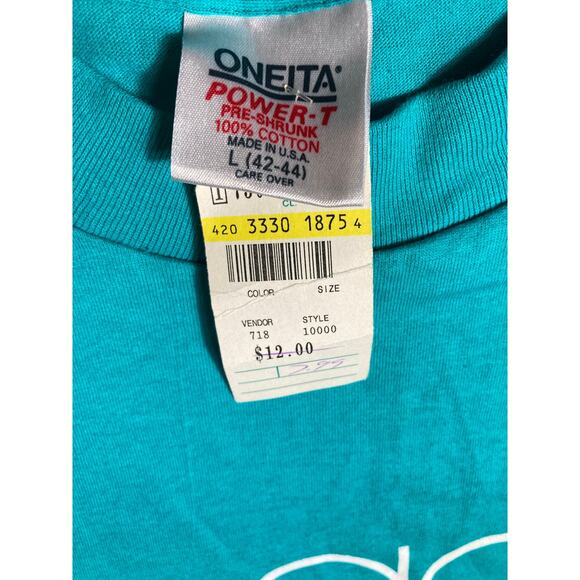 ONEITA®
POWER-T
PRE-SHRUNK
100% COTTON
MADE IN U.S.A.
L (42-44)
CARE OVER
CL
420 3330 1875 4
COLOR SIZE
VENDOR STYLE
718 10000
$12.00